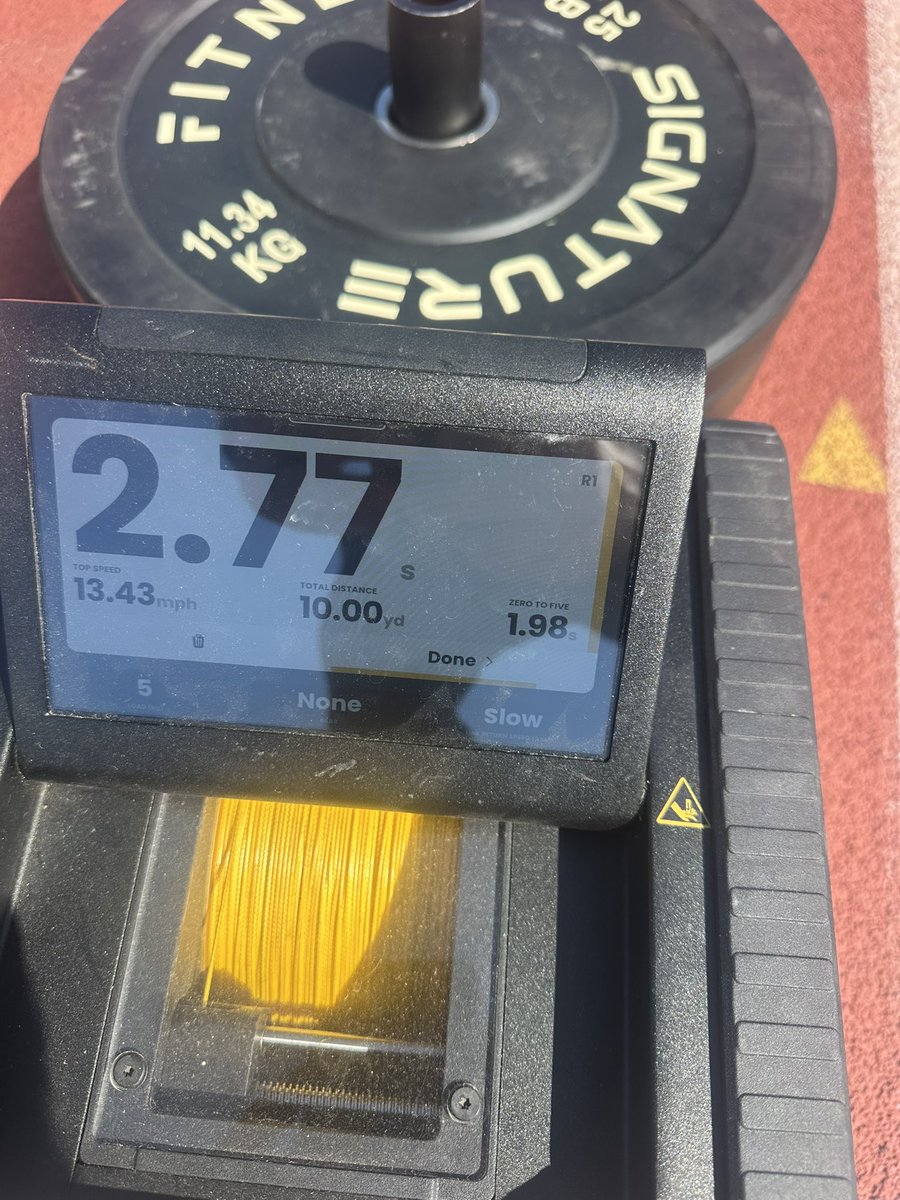 FITNE
25
SIGNATURE
11.34
KG
2.77 s
R1
TOP SPEED
13.43mph
TOTAL DISTANCE
10.00yd
ZERO TO FIVE
1.98s
Done
5
None
Slow